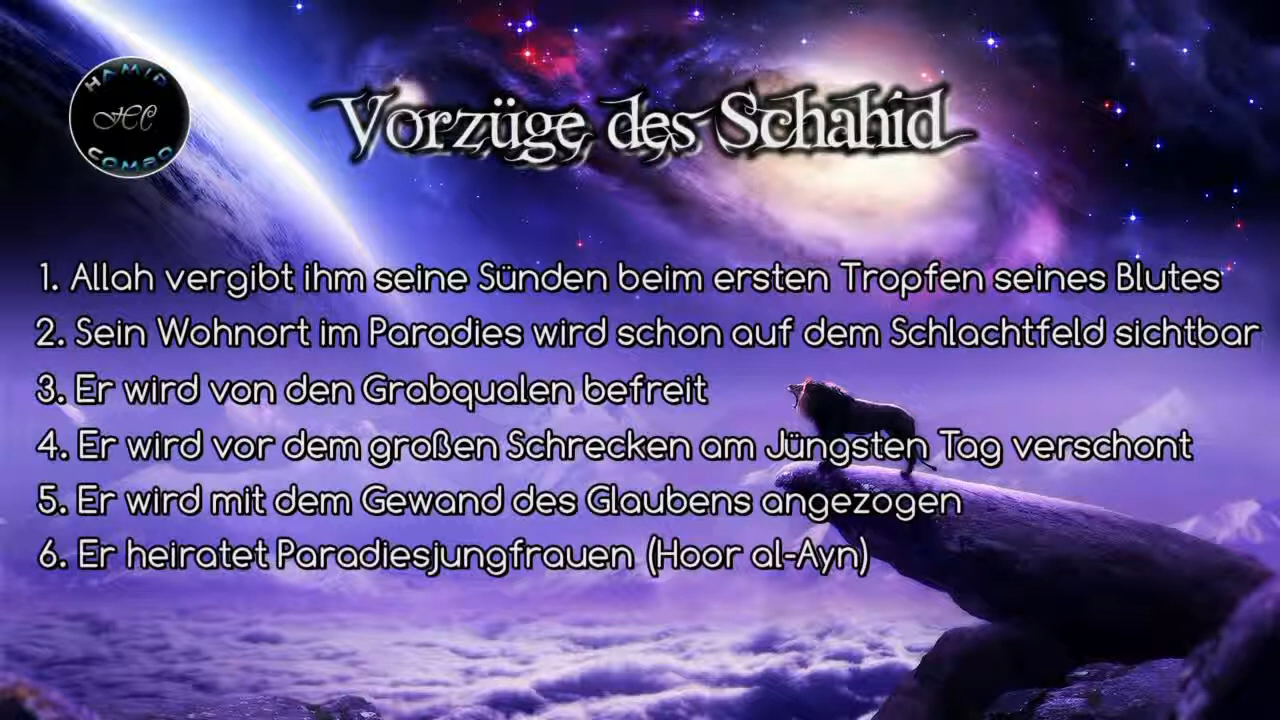 HAMID
HC
COMBO
Vorzüge des Schahid
1. Allah vergibt ihm seine Sünden beim ersten Tropfen seines Blutes
2. Sein Wohnort im Paradies wird schon auf dem Schlachtfeld sichtbar
3. Er wird von den Grabqualen befreit
4. Er wird vor dem großen Schrecken am Jüngsten Tag verschont
5. Er wird mit dem Gewand des Glaubens angezogen
6. Er heiratet Paradiesjungfrauen (Hoor al-Ayn)